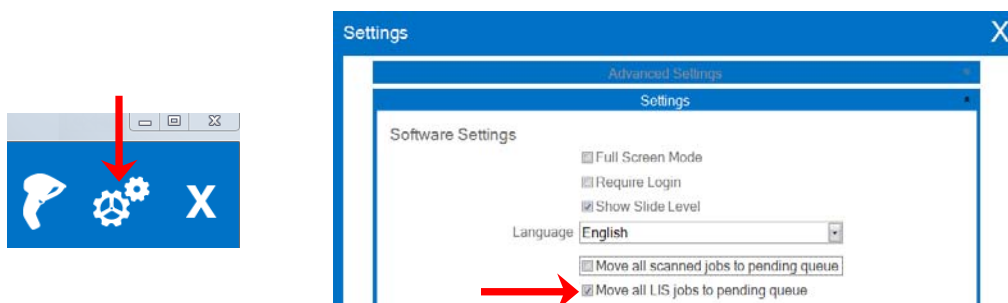 Settings
X
Advanced Settings
Settings
Software Settings
Full Screen Mode
Require Login
Show Slide Level
Language English
Move all scanned jobs to pending queue
Move all LIS jobs to pending queue
X